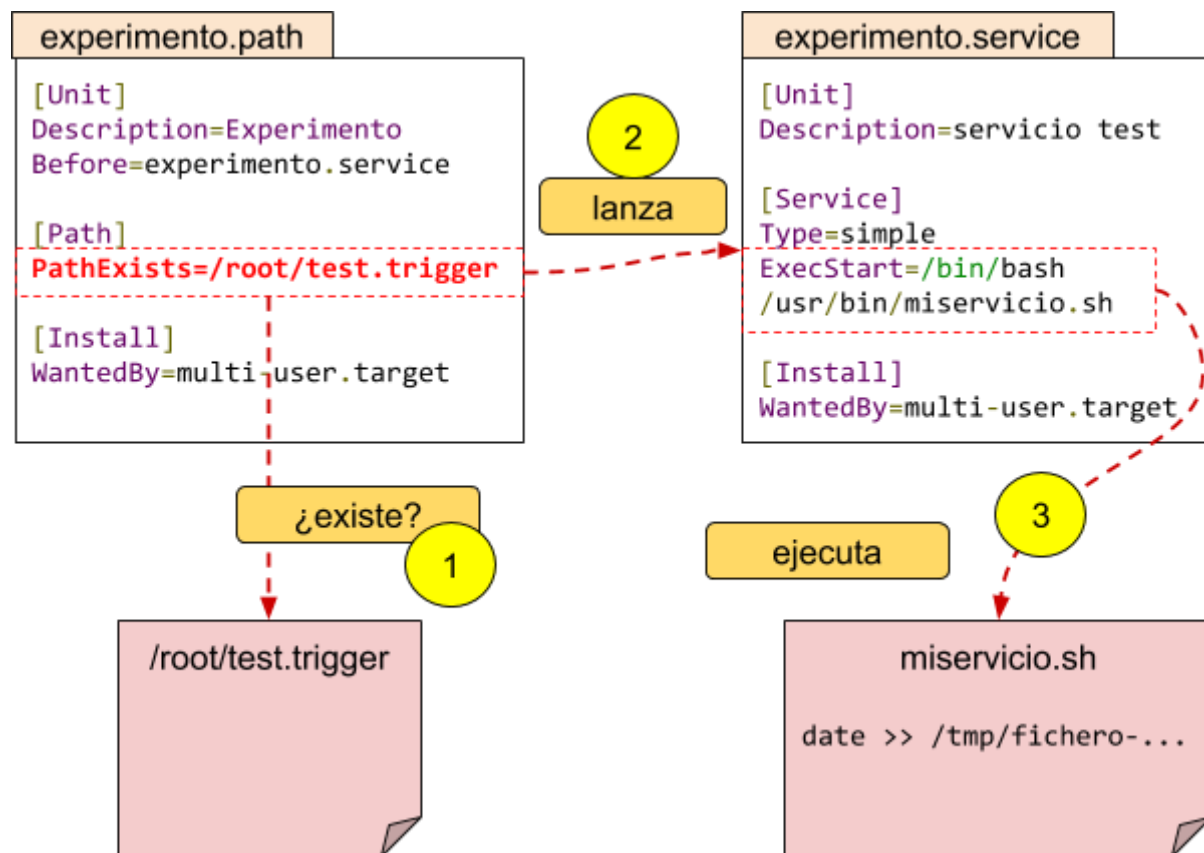 experimento.path
[Unit]
Description=Experimento
Before=experimento.service
[Path]
PathExists=/root/test.trigger
[Install]
WantedBy=multi-user.target
2
lanza
experimento.service
[Unit]
Description=servicio test
[Service]
Type=simple
ExecStart=/bin/bash
/usr/bin/miservicio.sh
[Install]
WantedBy=multi-user.target
¿existe?
1
3
ejecuta
/root/test.trigger
miservicio.sh
date >> /tmp/fichero-...